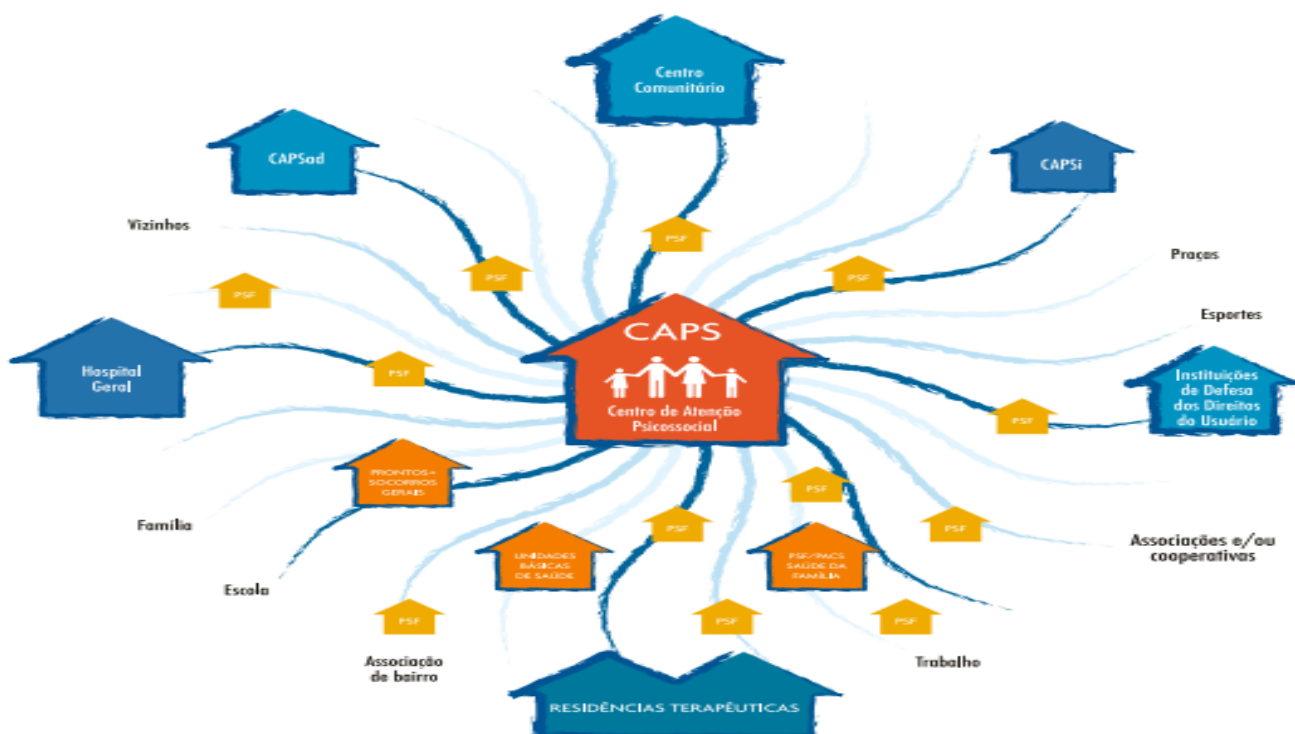 Centro
Comunitário
CAPSad
CAPSi
Vizinhos
PSF
PSF
PSF
Praças
PSF
Esportes
CAPS
Hospital
Geral
PSF
Centro de Atenção
Psicossocial
Instituições
de Defesa
dos Direitos
do Usuário
PSF
PRONTOS-
SOCORROS
GERAIS
PSF
Família
PSF
PSF
Associações e/ou
cooperativas
UNIDADES
BÁSICAS
DE SAÚDE
PSF/PACS
SAÚDE DA
FAMÍLIA
Escola
PSF
PSF
PSF
Associação
de bairro
Trabalho
RESIDÊNCIAS TERAPÊUTICAS